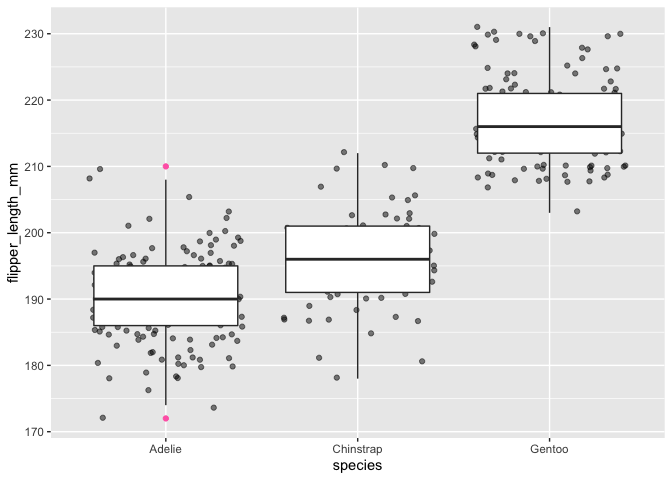 230
220
210
200
190
180
170
flipper_length_mm
Adelie
Chinstrap
Gentoo
species